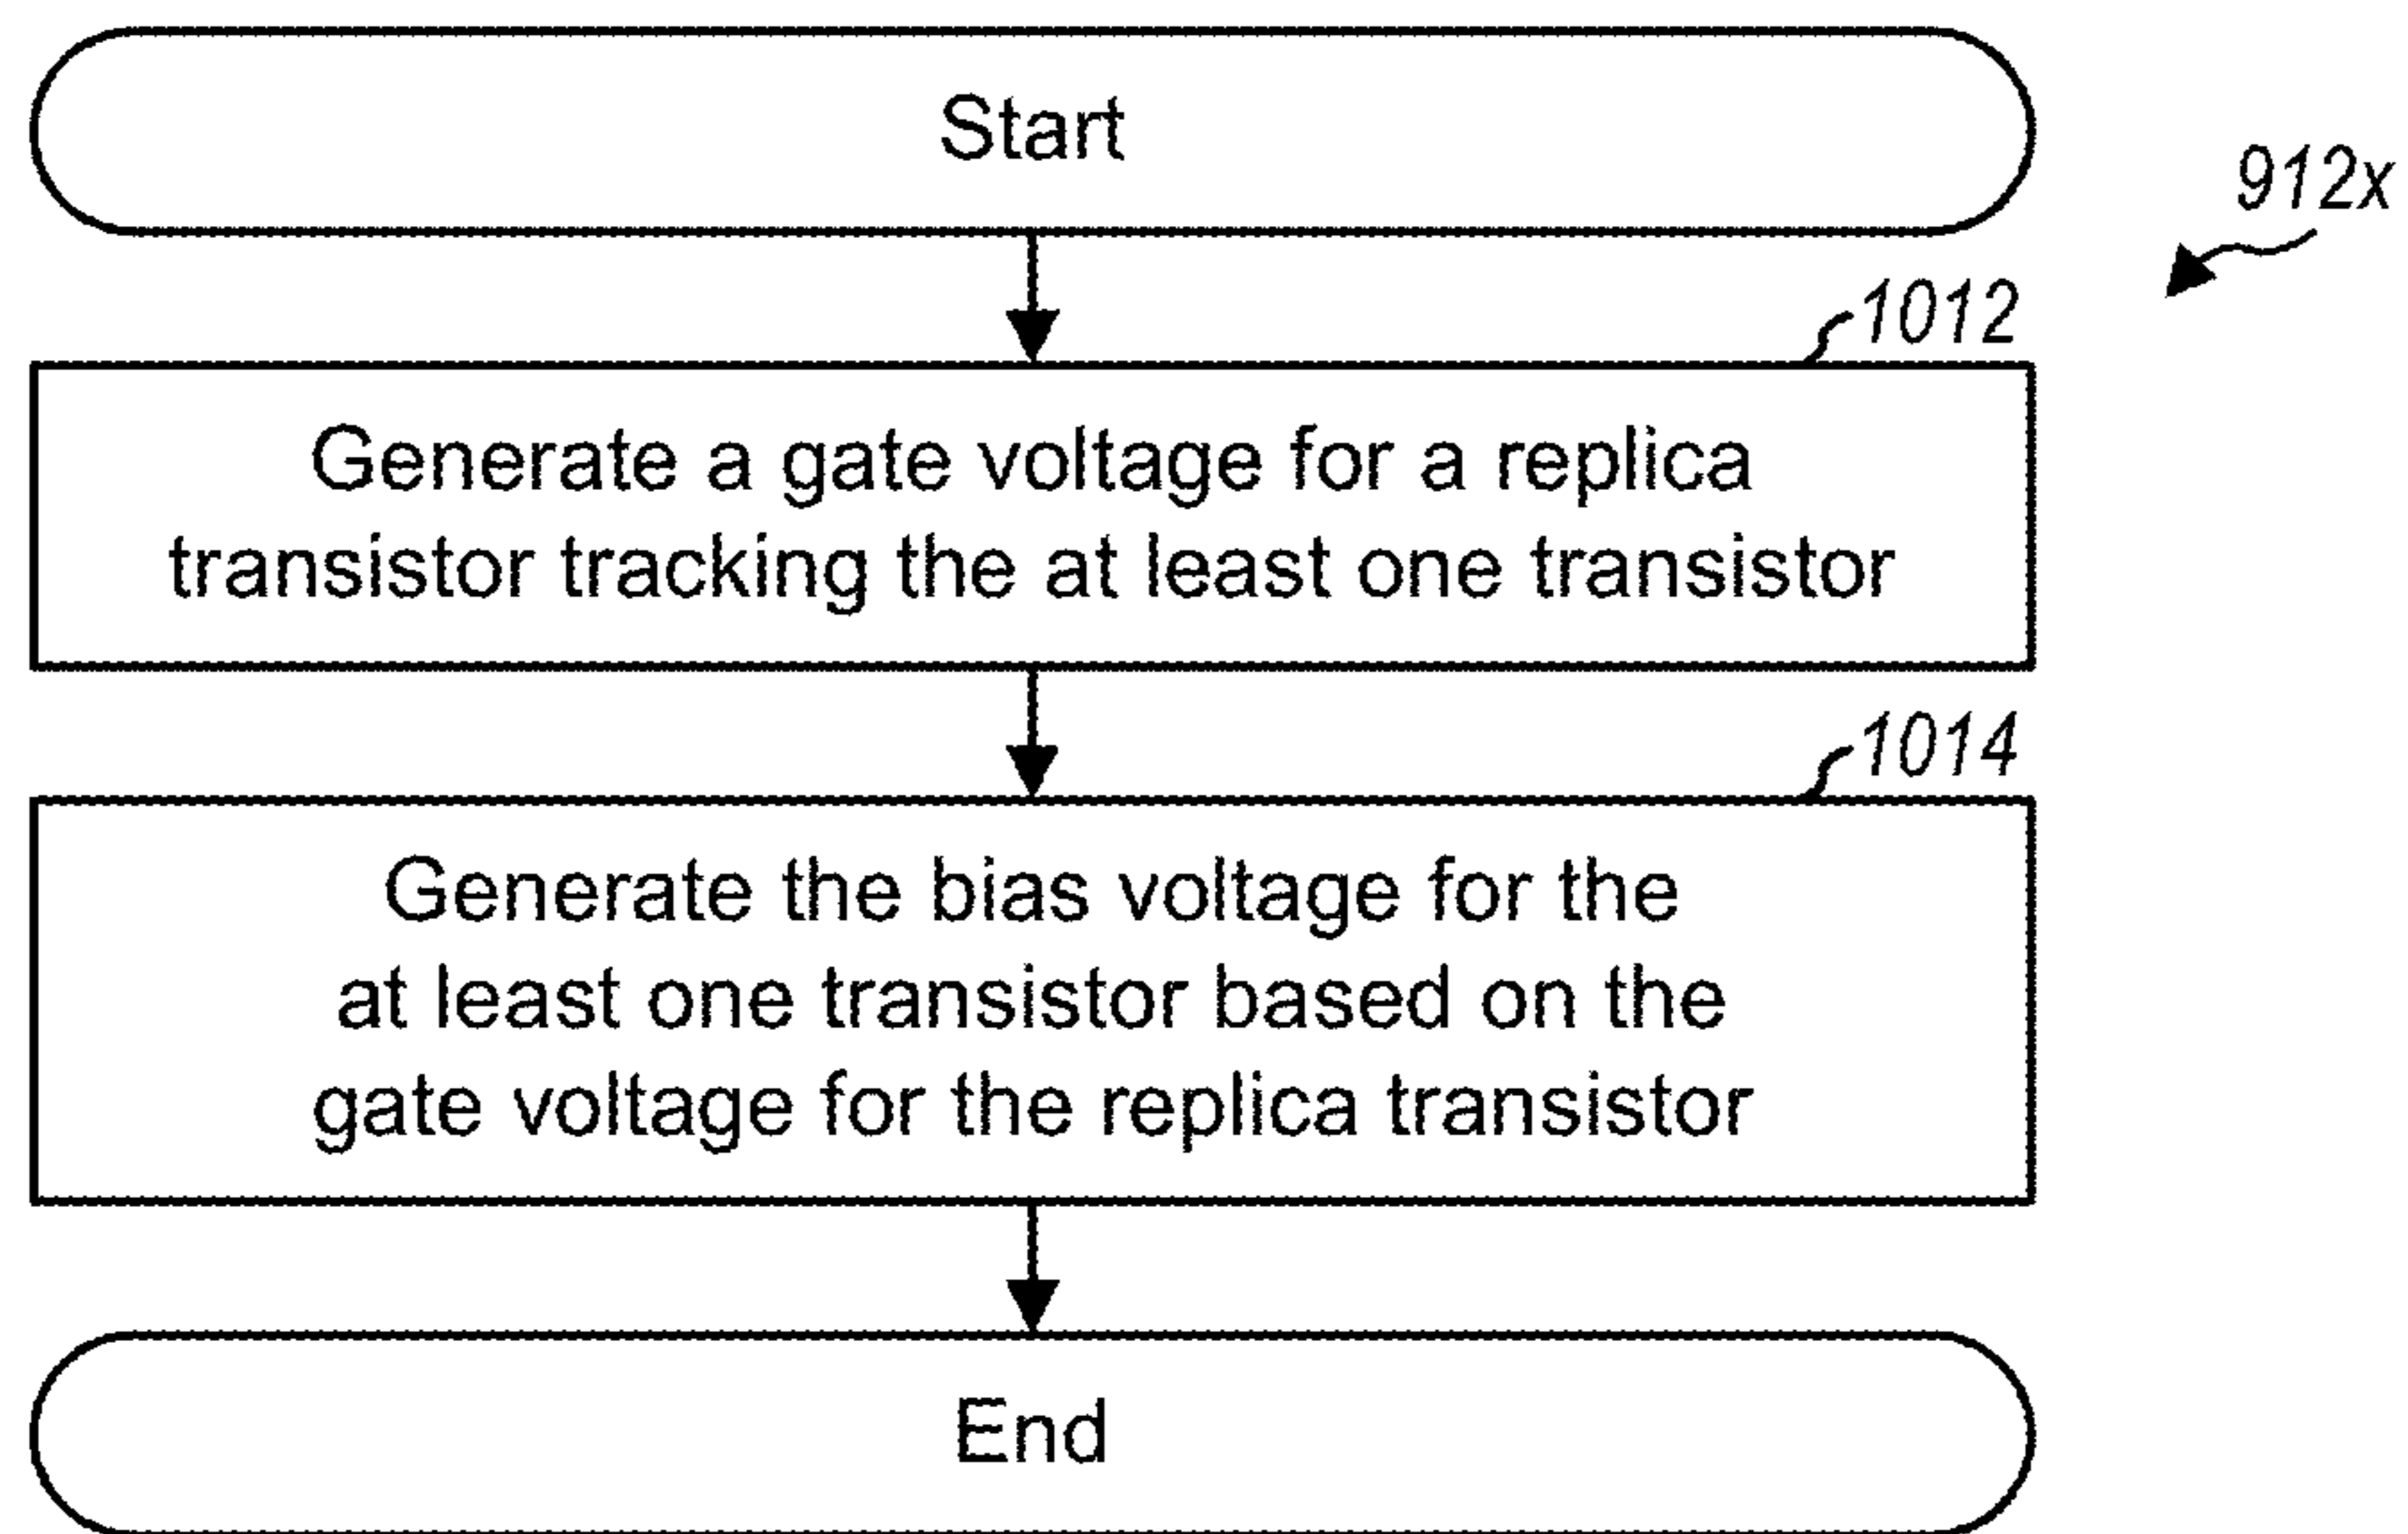 Start
912x
1012
Generate a gate voltage for a replica
transistor tracking the at least one transistor
1014
Generate the bias voltage for the
at least one transistor based on the
gate voltage for the replica transistor
End